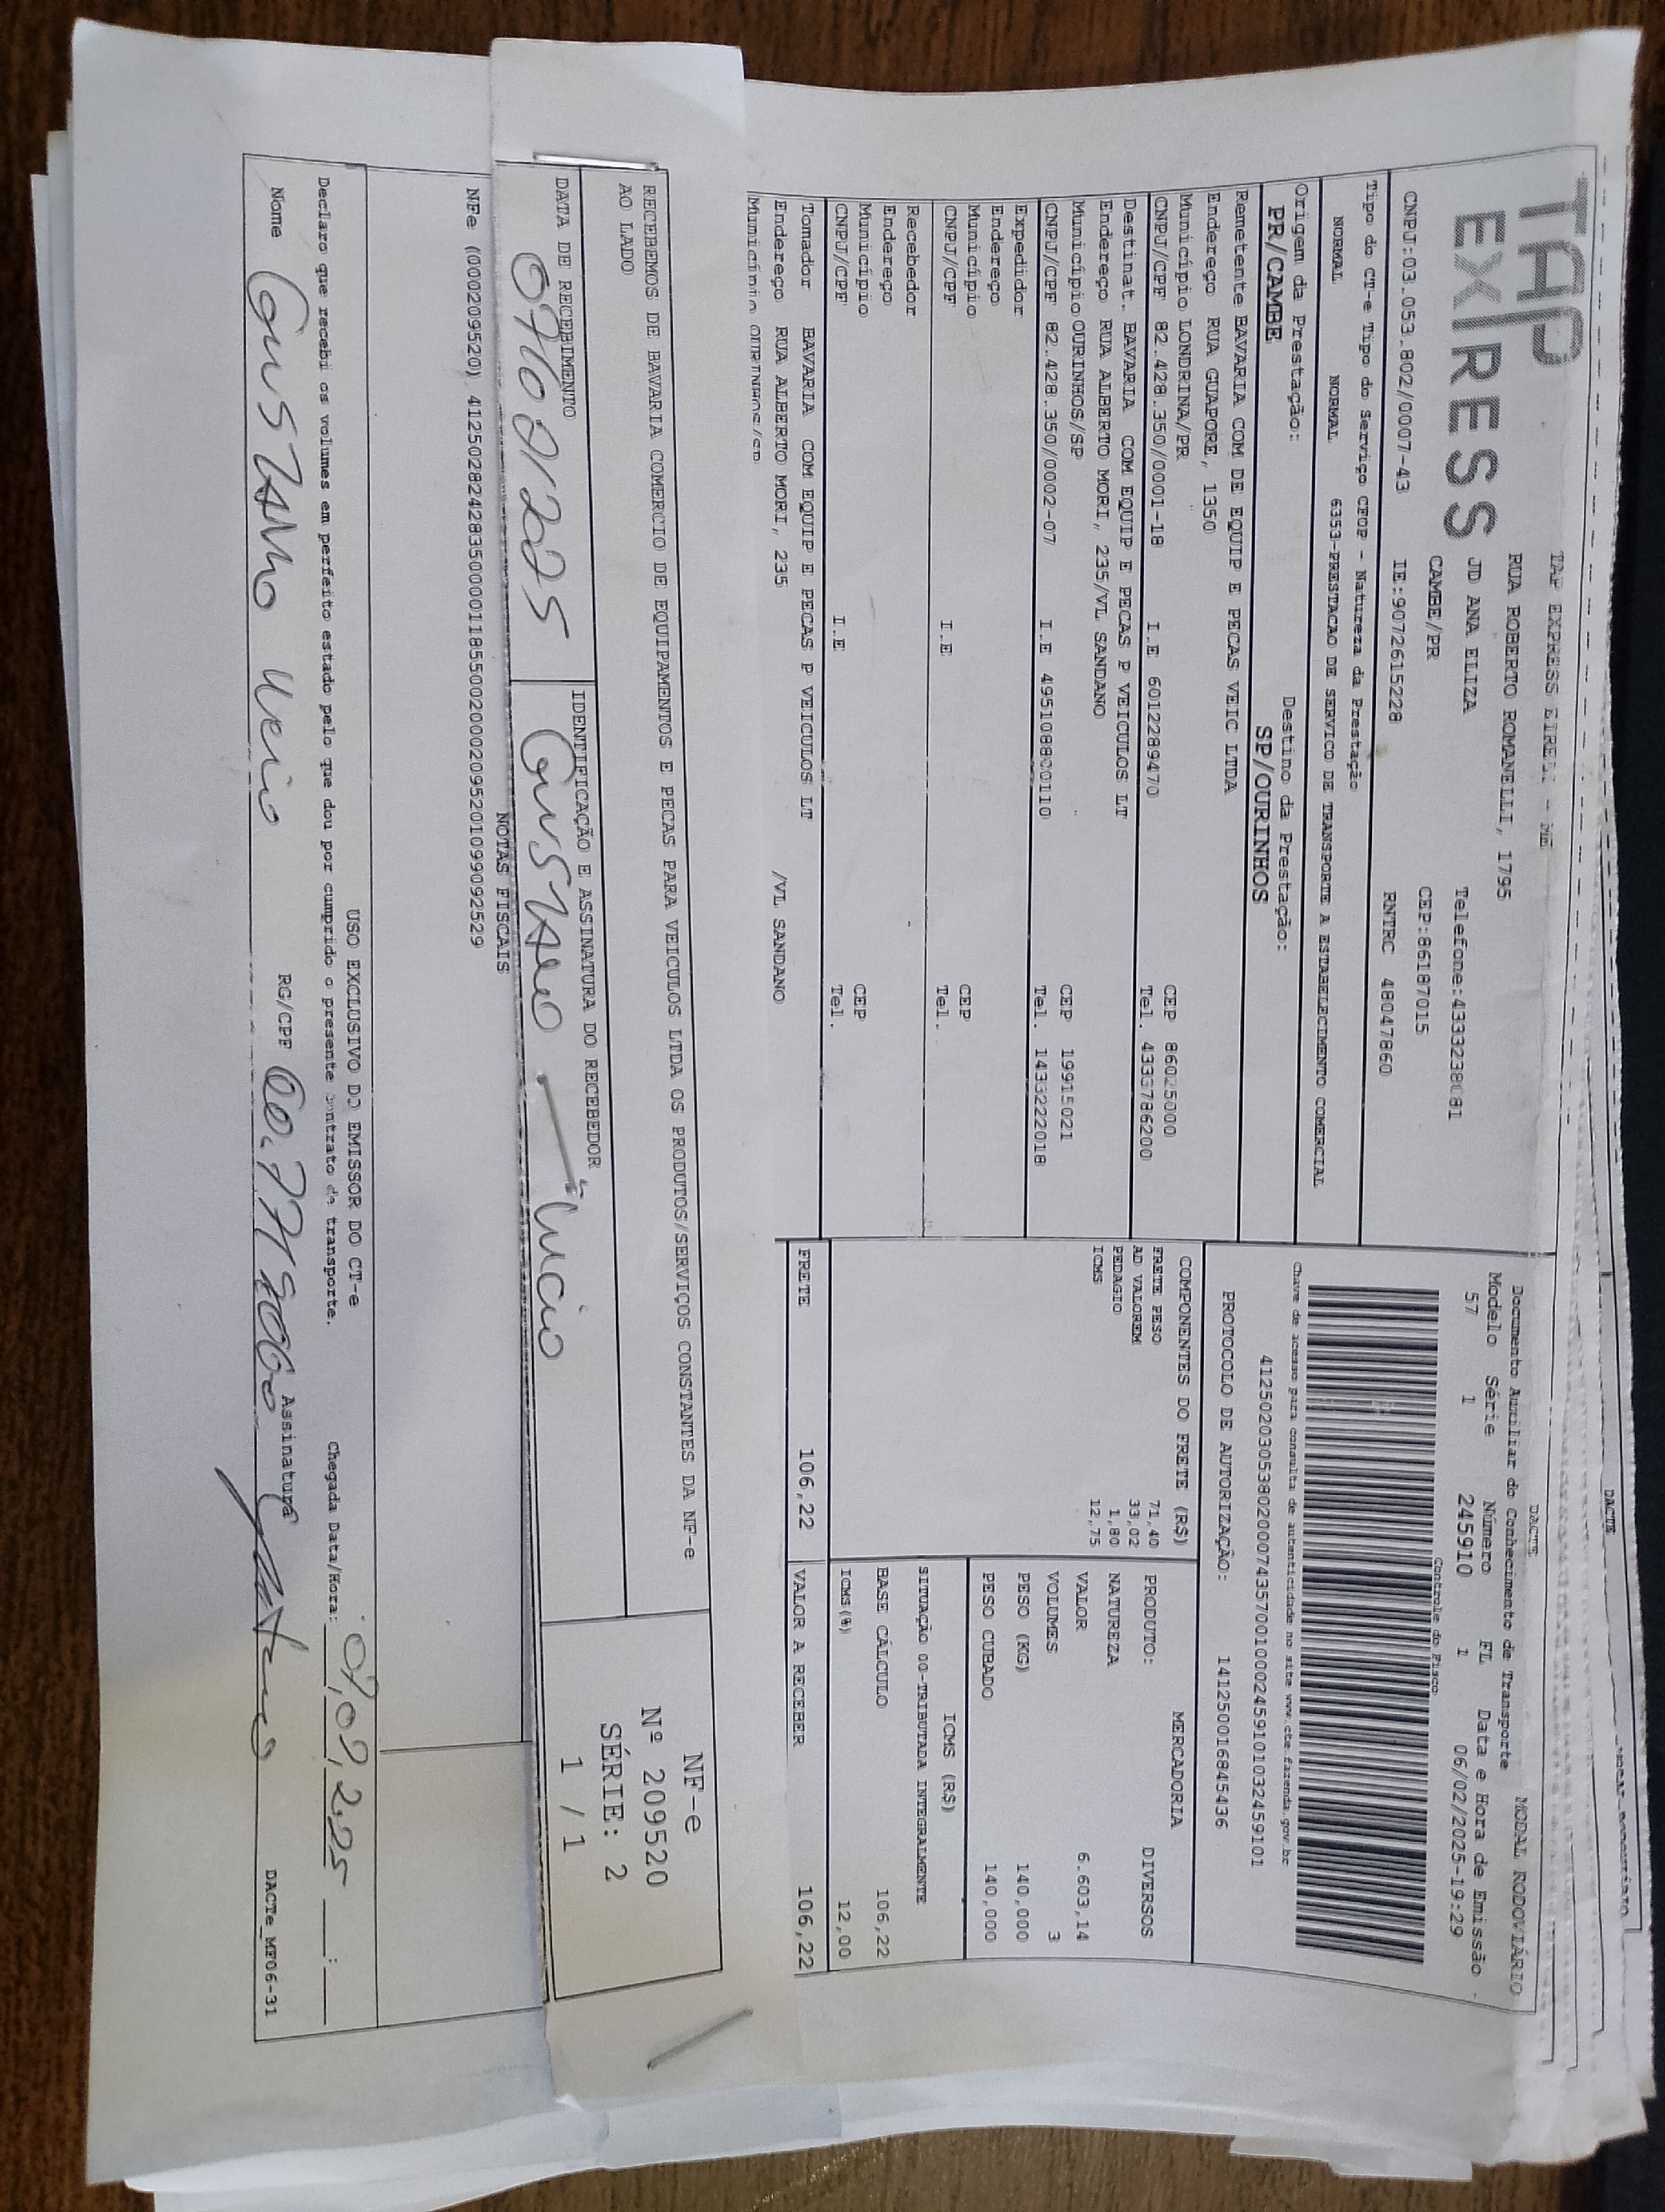 TAP
EXPRESS
TAP EXPRESS EIRELI - ME
RUA ROBERTO ROMANELLI, 1795
JD ANA ELIZA
CAMBE/PR
Telefone:4333238081
CEP:86187015
CNPJ:03.053.802/0007-43 IE:9072615228 RNTRC 48047860
Tipo do CT-e Tipo do Serviço CFOP - Natureza da Prestação
NORMAL NORMAL 6353-PRESTACAO DE SERVICO DE TRANSPORTE A ESTABELECIMENTO COMERCIAL
Origem da Prestação: Destino da Prestação:
PR/CAMBE SP/OURINHOS
DACTE
DACTE MODAL RODOVIÁRIO
Documento Auxiliar do Conhecimento de Transporte
Modelo Série Número FL Data e Hora de Emissão
57 1 245910 1 06/02/2025-19:29
Controle do Fisco
Chave de acesso para consulta de autenticidade no site www.cte.fazenda.gov.br
41250203053802000743570010002459101032459101
PROTOCOLO DE AUTORIZAÇÃO: 141250016845436
Remetente BAVARIA COM DE EQUIP E PECAS VEIC LTDA
Endereço RUA GUAPORE, 1350
Município LONDRINA/PR CEP 86025000
CNPJ/CPF 82.428.350/0001-18 I.E 6012289470 Tel. 4333786200
Destinat. BAVARIA COM EQUIP E PECAS P VEICULOS LT
Endereço RUA ALBERTO MORI, 235/VL SANDANO
Município OURINHOS/SP CEP 19915021
CNPJ/CPF 82.428.350/0002-07 I.E 495108800110 Tel. 1433222018
Expedidor
Endereço
Município CEP
CNPJ/CPF I.E Tel.
Recebedor
Endereço
Município CEP
CNPJ/CPF I.E Tel.
Tomador BAVARIA COM EQUIP E PECAS P VEICULOS LT
Endereço RUA ALBERTO MORI, 235 /VL SANDANO
Município OURINHOS/SP
COMPONENTES DO FRETE (R$)
FRETE PESO 71,40
AD VALOREM 33,02
PEDAGIO 1,80
ICMS 12,75
MERCADORIA
PRODUTO: DIVERSOS
NATUREZA
VALOR 6.603,14
VOLUMES 3
PESO (KG) 140,000
PESO CUBADO 140,000
ICMS (R$)
SITUAÇÃO 00-TRIBUTADA INTEGRALMENTE
BASE CÁLCULO 106,22
ICMS(%) 12,00
FRETE 106,22 VALOR A RECEBER 106,22
RECEBEMOS DE BAVARIA COMERCIO DE EQUIPAMENTOS E PECAS PARA VEICULOS LTDA OS PRODUTOS/SERVIÇOS CONSTANTES DA NF-e
AO LADO
NF-e
Nº 209520
SÉRIE: 2
1 / 1
DATA DE RECEBIMENTO IDENTIFICAÇÃO E ASSINATURA DO RECEBEDOR
07/02/2025 Gustavo Lucio
NOTAS FISCAIS
NFe (000209520) 41250282428350000118550020002095201099092529
USO EXCLUSIVO DO EMISSOR DO CT-e
Declaro que recebi os volumes em perfeito estado pelo que dou por cumprido o presente contrato de transporte. Chegada Data/Hora: 07,02,2025 :
Nome Gustavo RG/CPF Assinatura
DACTe_MF06-31